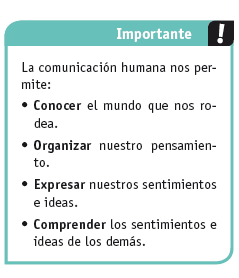 Importante !
La comunicación humana nos per-
mite:
• Conocer el mundo que nos ro-
dea.
• Organizar nuestro pensamien-
to.
• Expresar nuestros sentimientos
e ideas.
• Comprender los sentimientos e
ideas de los demás.